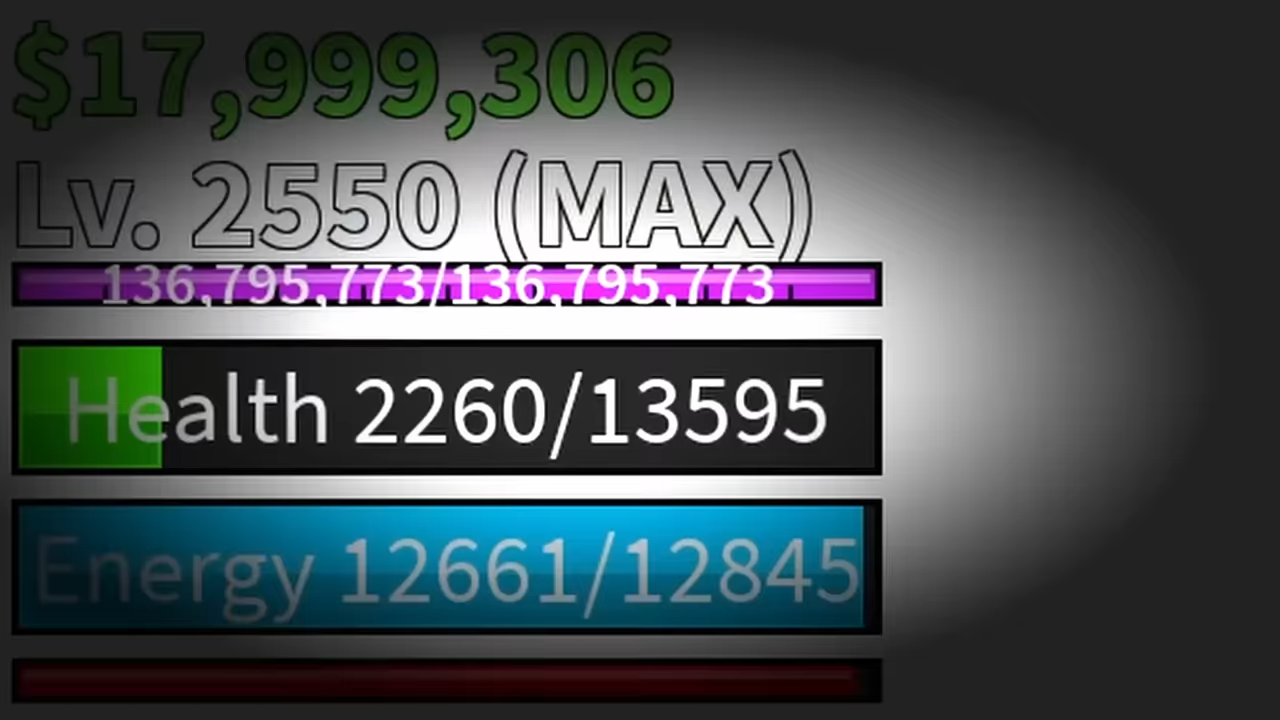 $17,999,306
Lv. 2550 (MAX)
136,795,773/136,795,773
Health 2260/13595
Energy 12661/12845